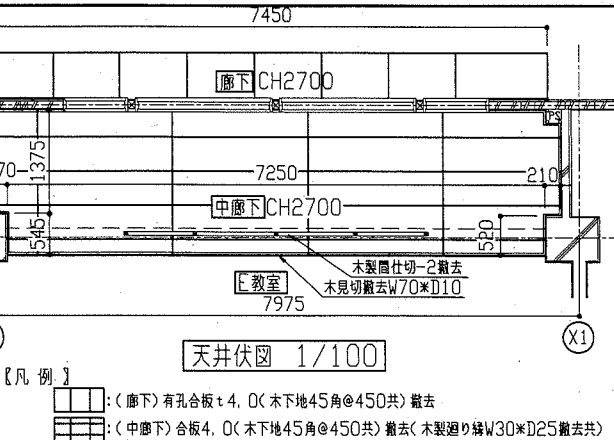 7450
廊下 CH2700
PS
70
1375
7250
210
中廊下 CH2700
545
520
木製間仕切-2撤去
木見切撤去W70*D10
E教室
7975
X1
天井伏図 1/100
【凡 例】
:(廊下)有孔合板t4,0(木下地45角@450共)撤去
:(中廊下)合板4,0(木下地45角@450共)撤去(木製廻り縁W30*D25撤去共)